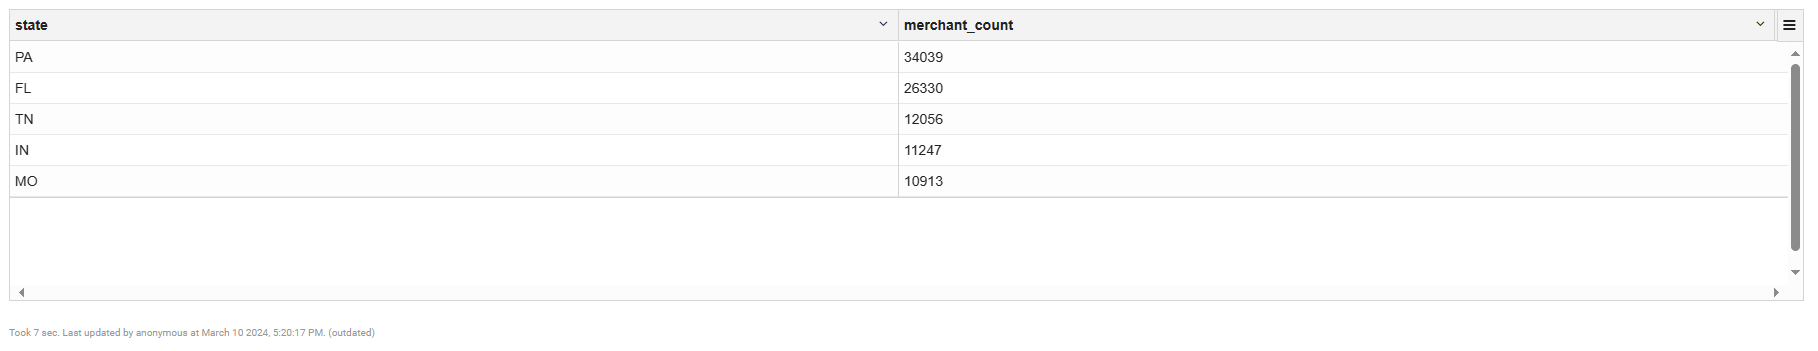 state merchant_count
PA 34039
FL 26330
TN 12056
IN 11247
MO 10913
Took 7 sec. Last updated by anonymous at March 10 2024, 5:20:17 PM. (outdated)